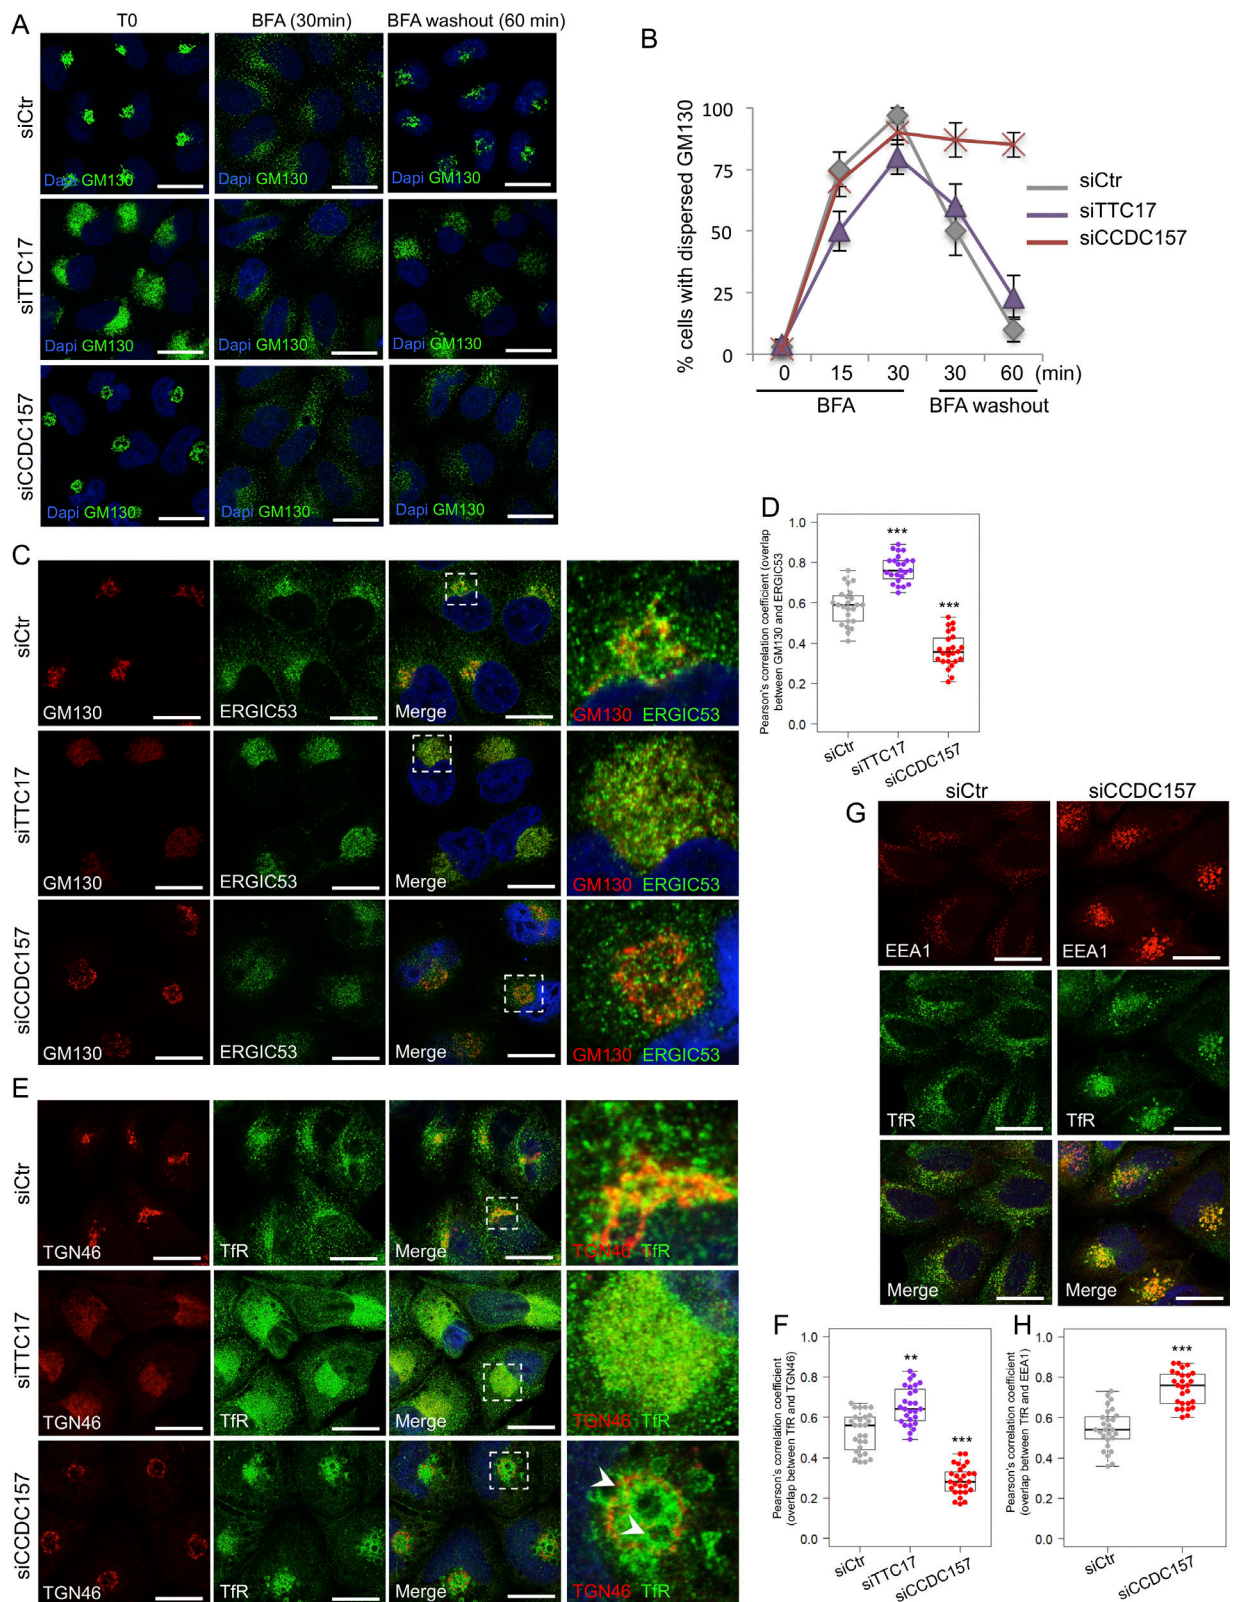 A
T0
BFA (30min)
BFA washout (60 min)
siCtr
Dapi GM130
Dapi GM130
Dapi GM130
siTTC17
Dapi GM130
Dapi GM130
Dapi GM130
siCCDC157
Dapi GM130
Dapi GM130
Dapi GM130
B
% cells with dispersed GM130
100
75
50
25
0
0 15 30 30 60 (min)
BFA
BFA washout
siCtr
siTTC17
siCCDC157
C
siCtr
GM130
ERGIC53
Merge
GM130 ERGIC53
siTTC17
GM130
ERGIC53
Merge
GM130 ERGIC53
siCCDC157
GM130
ERGIC53
Merge
GM130 ERGIC53
D
Pearson's correlation coefficient (overlap
between GM130 and ERGIC53
1.0
0.8
0.6
0.4
0.2
0.0
***
***
siCtr
siTTC17
siCCDC157
E
siCtr
TGN46
TfR
Merge
TGN46 TfR
siTTC17
TGN46
TfR
Merge
TGN46 TfR
siCCDC157
TGN46
TfR
Merge
TGN46 TfR
G
siCtr
siCCDC157
EEA1
EEA1
TfR
TfR
Merge
Merge
F
Pearson's correlation coefficient
(overlap between TfR and TGN46)
1.0
0.8
0.6
0.4
0.2
0.0
**
***
siCtr
siTTC17
siCCDC157
H
Pearson's correlation coefficient
(overlap between TfR and EEA1)
1.0
0.8
0.6
0.4
0.2
0.0
***
siCtr
siCCDC157